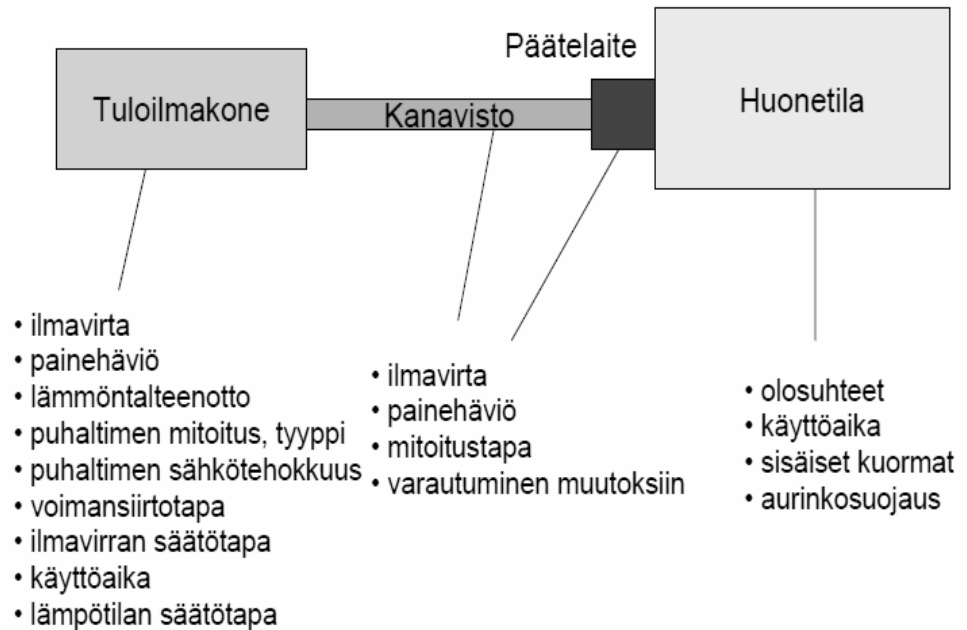 Päätelaite
Tuloilmakone
Kanavisto
Huonetila
• ilmavirta
• painehäviö
• lämmöntalteenotto
• puhaltimen mitoitus, tyyppi
• puhaltimen sähkötehokkuus
• voimansiirtotapa
• ilmavirran säätötapa
• käyttöaika
• lämpötilan säätötapa
• ilmavirta
• painehäviö
• mitoitustapa
• varautuminen muutoksiin
• olosuhteet
• käyttöaika
• sisäiset kuormat
• aurinkosuojaus